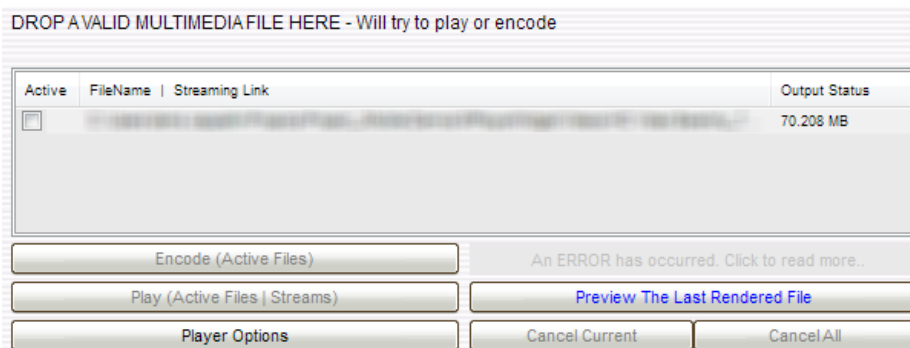 DROP A VALID MULTIMEDIA FILE HERE - Will try to play or encode
Active FileName | Streaming Link Output Status
70.208 MB
Encode (Active Files) An ERROR has occurred. Click to read more..
Play (Active Files | Streams) Preview The Last Rendered File
Player Options Cancel Current Cancel All